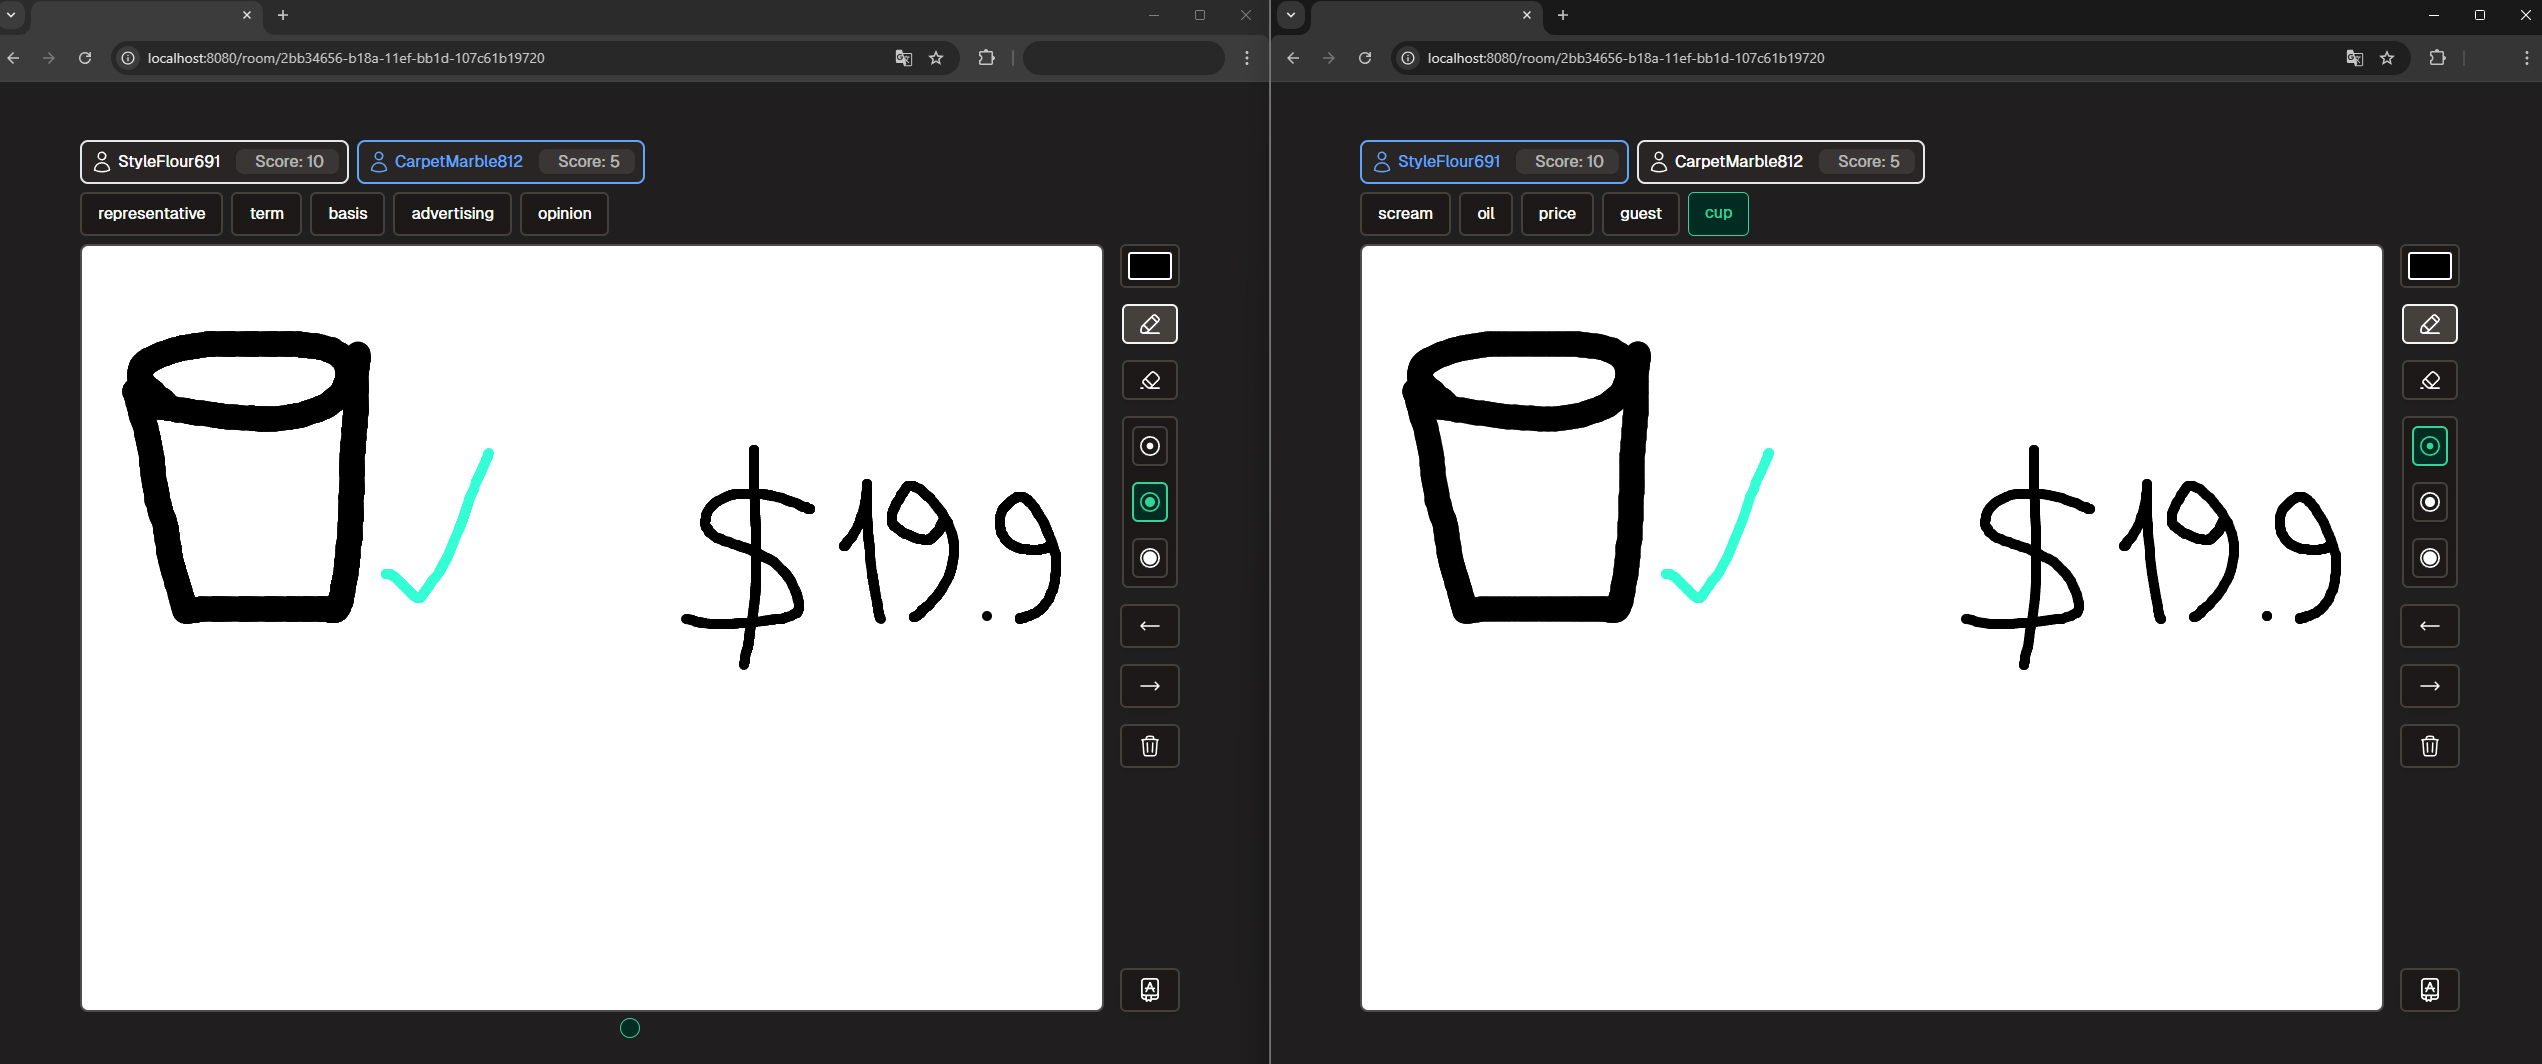 localhost:8080/room/2bb34656-b18a-11ef-bb1d-107c61b19720
StyleFlour691 Score: 10 CarpetMarble812 Score: 5
representative term basis advertising opinion
$19.9
localhost:8080/room/2bb34656-b18a-11ef-bb1d-107c61b19720
StyleFlour691 Score: 10 CarpetMarble812 Score: 5
scream oil price guest cup
$19.9